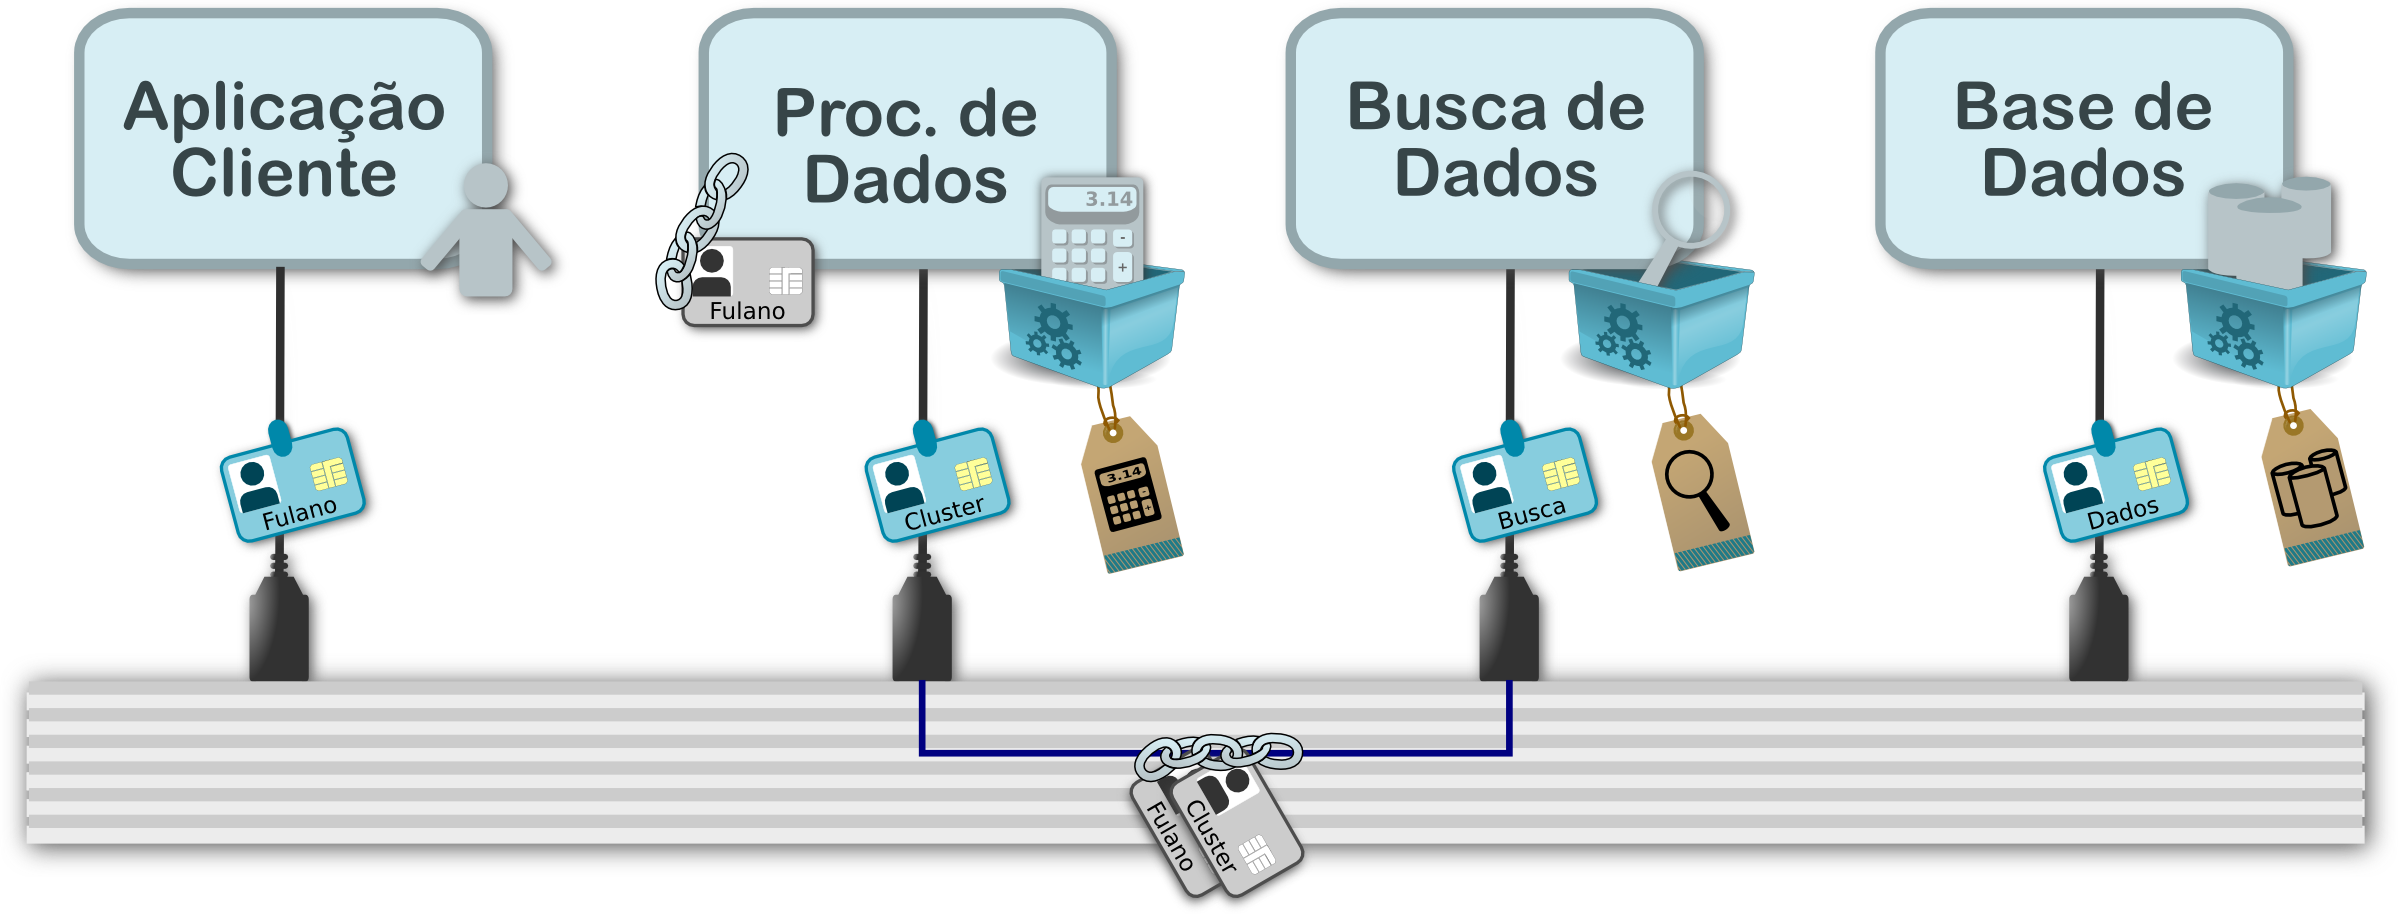 Aplicação
Cliente
Proc. de
Dados
Busca de
Dados
Base de
Dados
3.14
-
+
Fulano
Fulano
Cluster
Busca
Dados
3.14
-
+
Fulano
Cluster